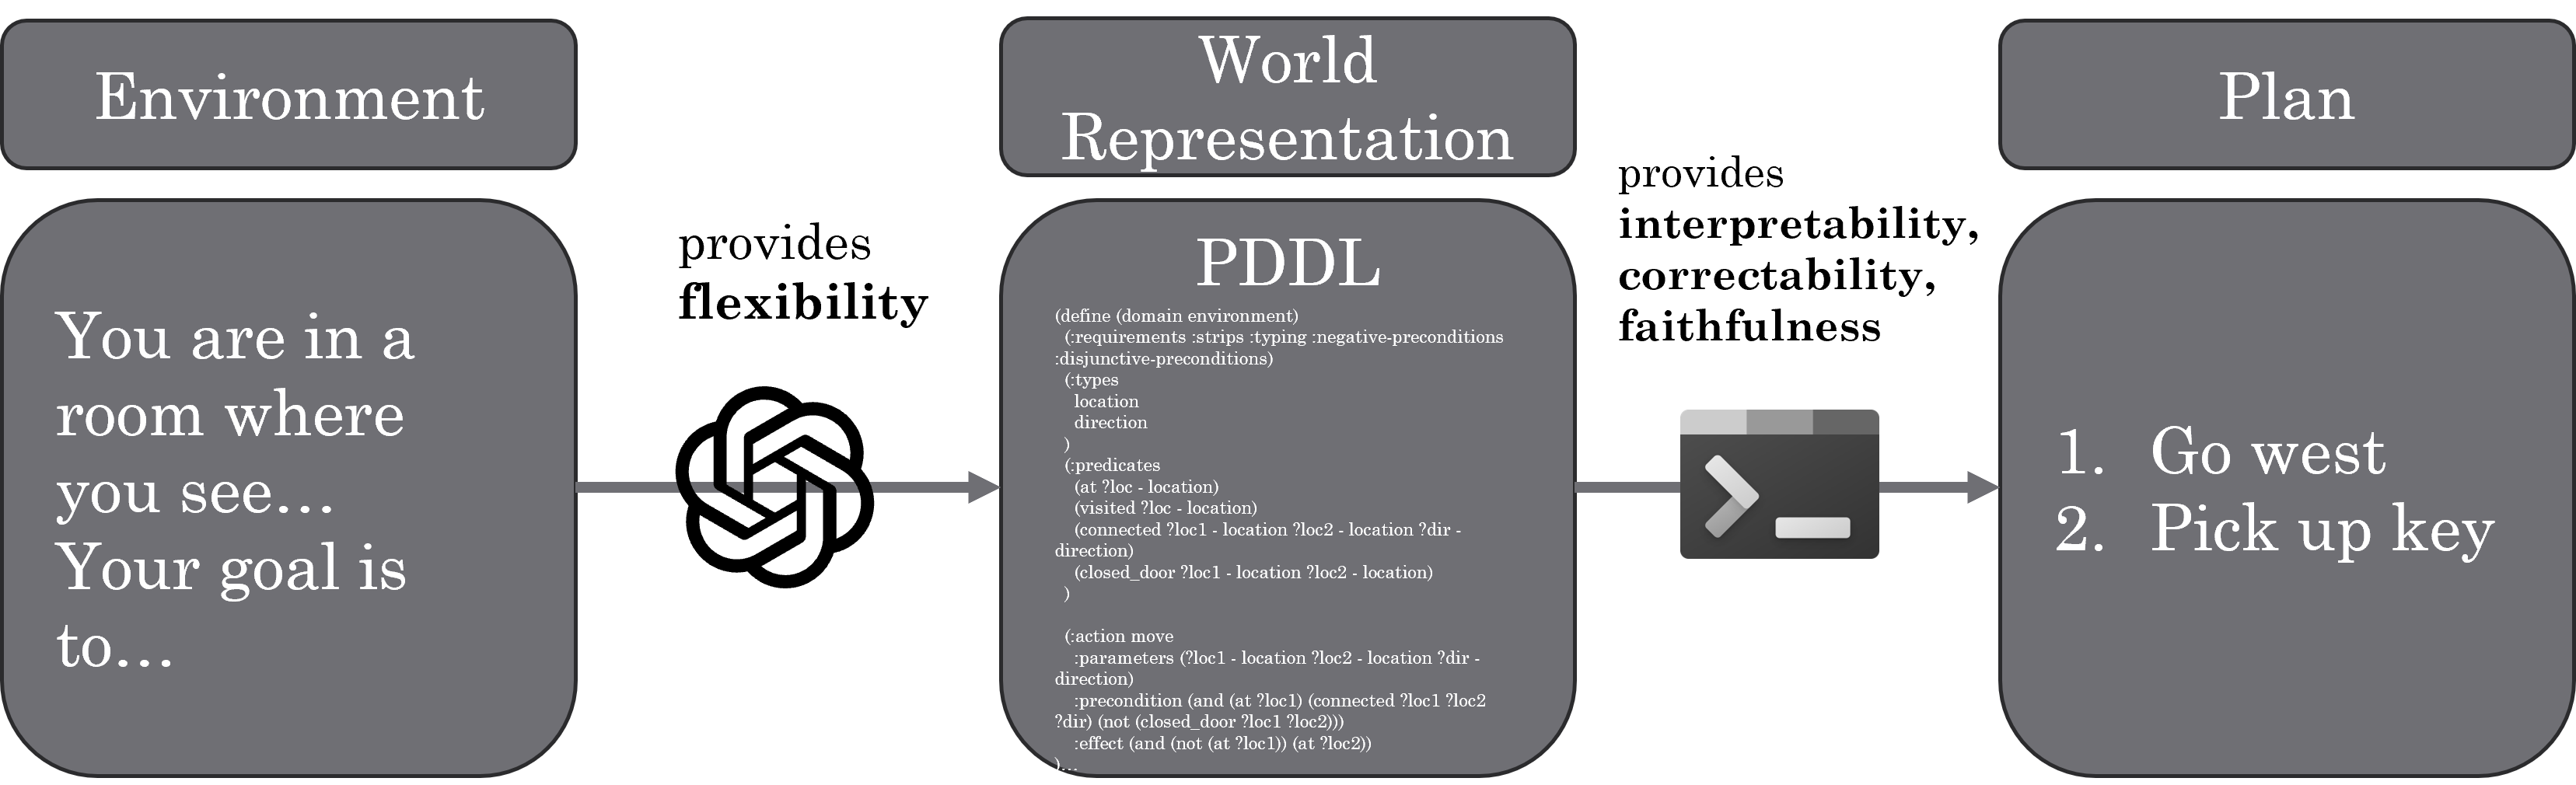 Environment
You are in a
room where
you see...
Your goal is
to...
provides
flexibility
World
Representation
PDDL
(define (domain environment)
(:requirements :strips :typing :negative-preconditions
:disjunctive-preconditions)
(:types
location
direction
)
(:predicates
(at ?loc - location)
(visited ?loc - location)
(connected ?loc1 - location ?loc2 - location ?dir -
direction)
(closed_door ?loc1 - location ?loc2 - location)
)
(:action move
:parameters (?loc1 - location ?loc2 - location ?dir -
direction)
:precondition (and (at ?loc1) (connected ?loc1 ?loc2
?dir) (not (closed_door ?loc1 ?loc2)))
:effect (and (not (at ?loc1)) (at ?loc2))
)...
provides
interpretability,
correctability,
faithfulness
Plan
1. Go west
2. Pick up key